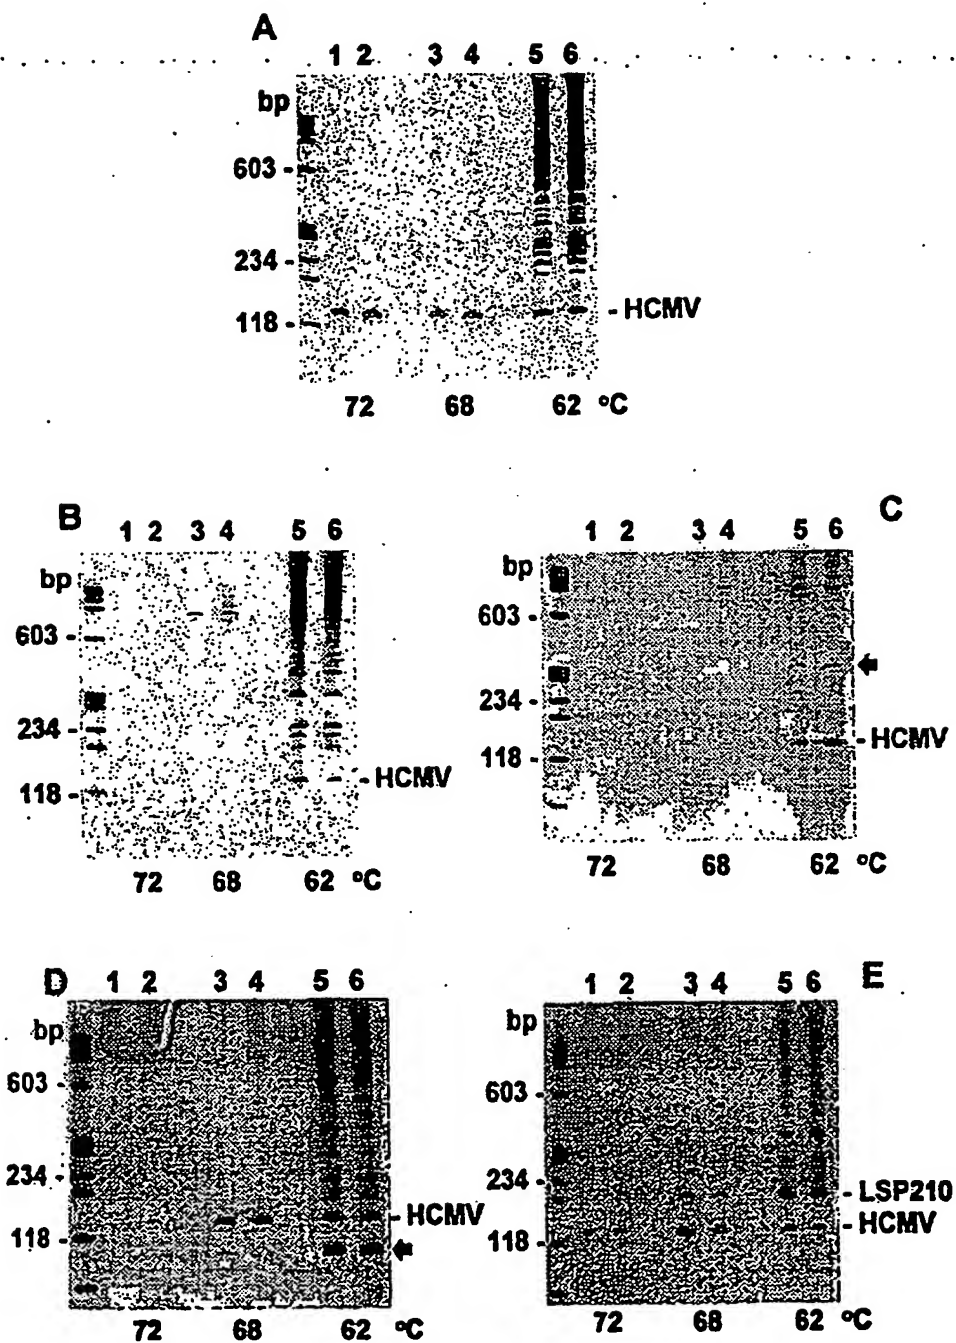 A
1 2 3 4 5 6
bp
603 -
234 -
118 -
- HCMV
72 68 62 °C
B
1 2 3 4 5 6
bp
603 -
234 -
118 -
- HCMV
72 68 62 °C
C
1 2 3 4 5 6
bp
603 -
234 -
118 -
- HCMV
72 68 62 °C
D
1 2 3 4 5 6
bp
603 -
234 -
118 -
- HCMV
72 68 62 °C
E
1 2 3 4 5 6
bp
603 -
234 -
118 -
- LSP210
HCMV
72 68 62 °C